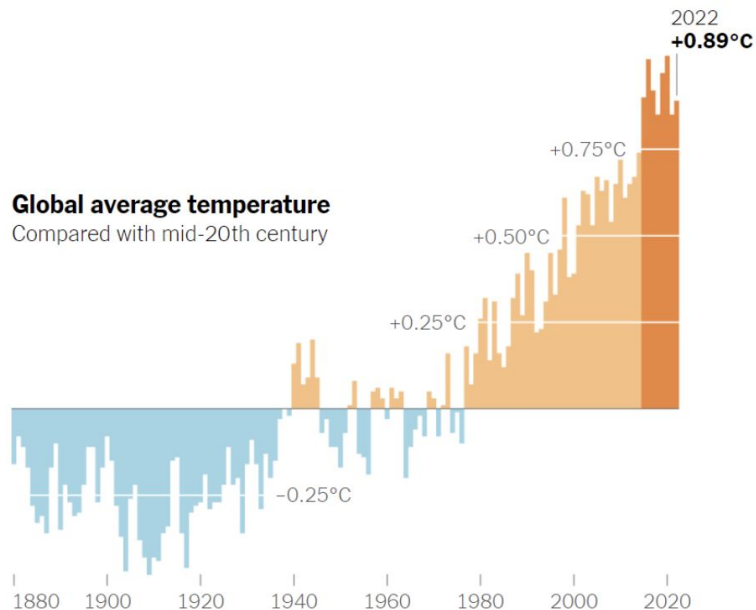 2022
+0.89°C
+0.75°C
Global average temperature
Compared with mid-20th century
+0.50°C
+0.25°C
−0.25°C
1880 1900 1920 1940 1960 1980 2000 2020